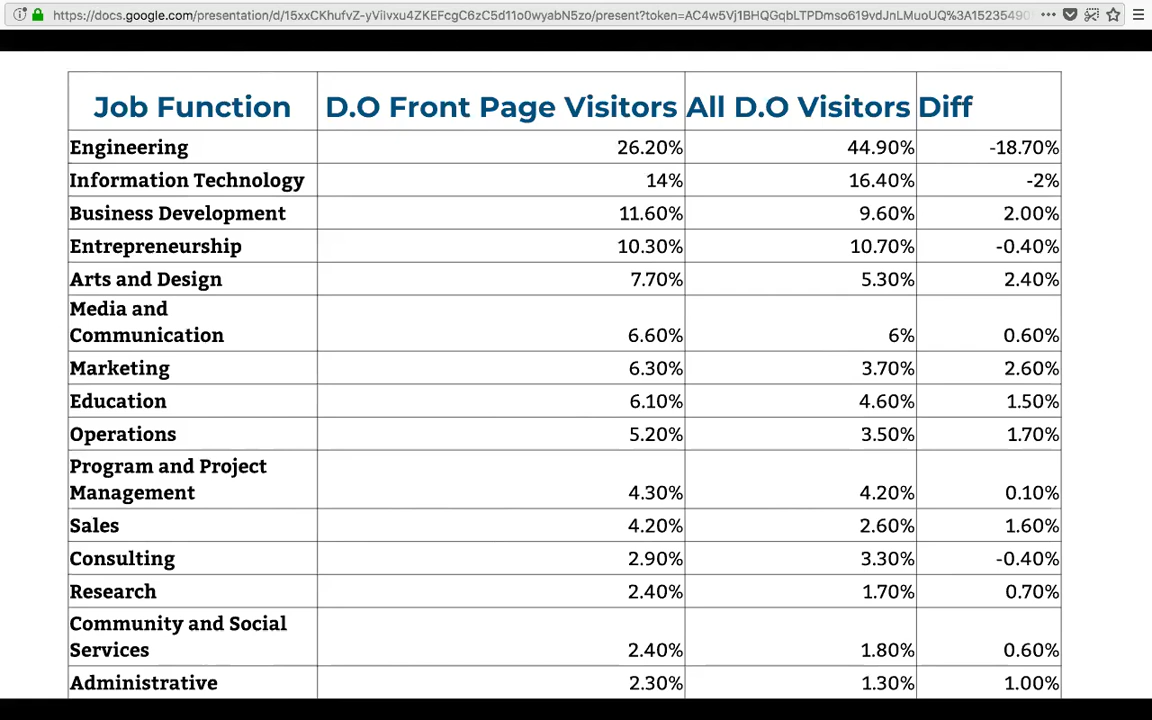 https://docs.google.com/presentation/d/15xxCKhufvZ-yViIvxu4ZKEFcgC6zC5d11o0wyabN5zo/present?token=AC4w5Vj1BHQGqbLTPDmso619vdJnLMuoUQ%3A15235490
Job Function D.O Front Page Visitors All D.O Visitors Diff
Engineering 26.20% 44.90% -18.70%
Information Technology 14% 16.40% -2%
Business Development 11.60% 9.60% 2.00%
Entrepreneurship 10.30% 10.70% -0.40%
Arts and Design 7.70% 5.30% 2.40%
Media and
Communication 6.60% 6% 0.60%
Marketing 6.30% 3.70% 2.60%
Education 6.10% 4.60% 1.50%
Operations 5.20% 3.50% 1.70%
Program and Project
Management 4.30% 4.20% 0.10%
Sales 4.20% 2.60% 1.60%
Consulting 2.90% 3.30% -0.40%
Research 2.40% 1.70% 0.70%
Community and Social
Services 2.40% 1.80% 0.60%
Administrative 2.30% 1.30% 1.00%